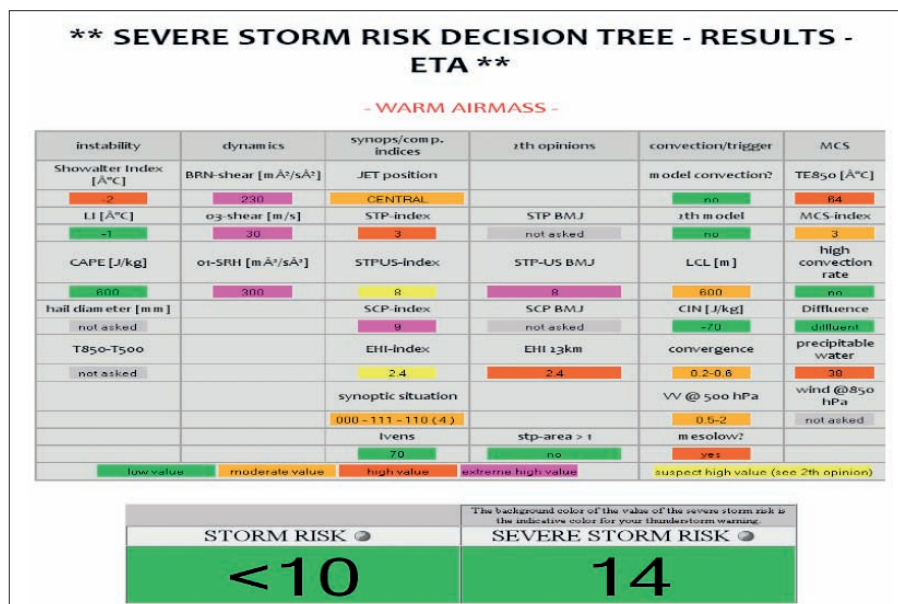 ** SEVERE STORM RISK DECISION TREE - RESULTS -
ETA **
- WARM AIRMASS -
instability dynamics synops/comp. indices 2th opinions convection/trigger MCS
Showalter Index [Â°C] BRN-shear [mÂ²/sÂ²] JET position model convection? TE850 [Â°C]
-2 230 CENTRAL no 64
LI [Â°C] 03-shear [m/s] STP-index STP BMJ 2th model MCS-index
-1 30 3 not asked no 3
CAPE [J/kg] 01-SRH [mÂ²/sÂ²] STPUS-index STP-US BMJ LCL [m] high convection rate
600 300 8 8 600 no
hail diameter [mm] SCP-index SCP BMJ CIN [J/kg] Diffluence
not asked 9 not asked -70 diffluent
T850-T500 EHI-index EHI 23km convergence precipitable water
not asked 2.4 2.4 0.2-0.6 38
synoptic situation VV @ 500 hPa wind @850 hPa
000 - 111 - 110 ( 4 ) 0.5-2 not asked
Ivens stp-area > 1 mesolow?
70 no yes
low value moderate value high value extreme high value suspect high value (see 2th opinion)
The background color of the value of the severe storm risk is
the indicative color for your thunderstorm warning.
STORM RISK SEVERE STORM RISK
<10 14